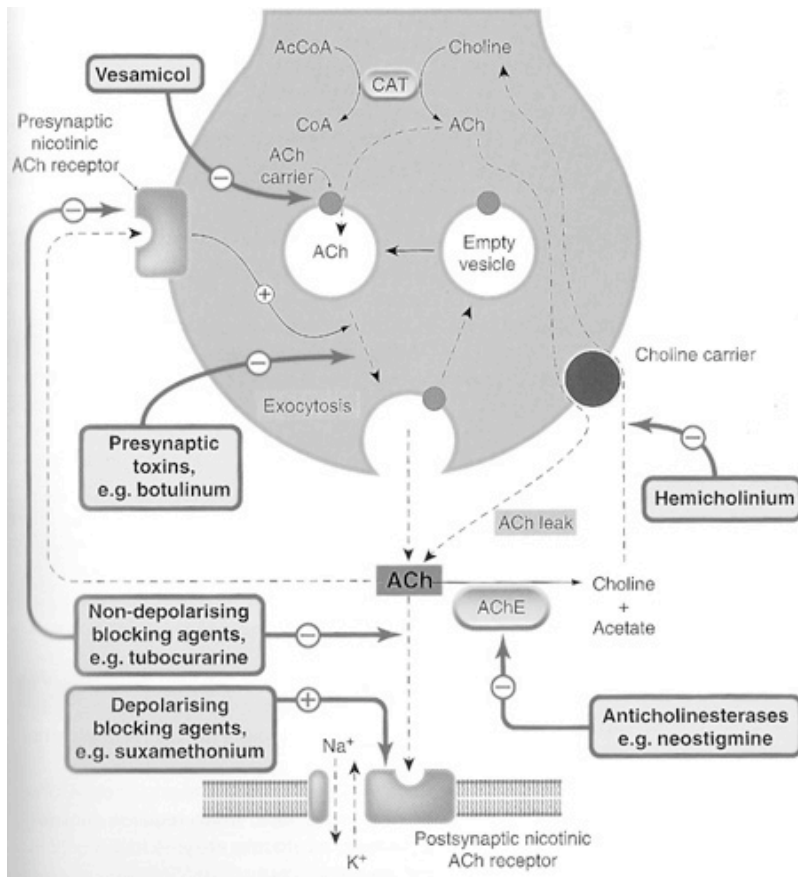 AcCoA
Choline
Vesamicol
CAT
CoA
ACh
Presynaptic
nicotinic
ACh receptor
ACh
carrier
ACh
Empty
vesicle
Choline carrier
Exocytosis
Presynaptic
toxins,
e.g. botulinum
Hemicholinium
ACh leak
ACh
Choline
+
Acetate
AChE
Non-depolarising
blocking agents,
e.g. tubocurarine
Depolarising
blocking agents,
e.g. suxamethonium
Anticholinesterases
e.g. neostigmine
Na⁺
K⁺
Postsynaptic nicotinic
ACh receptor